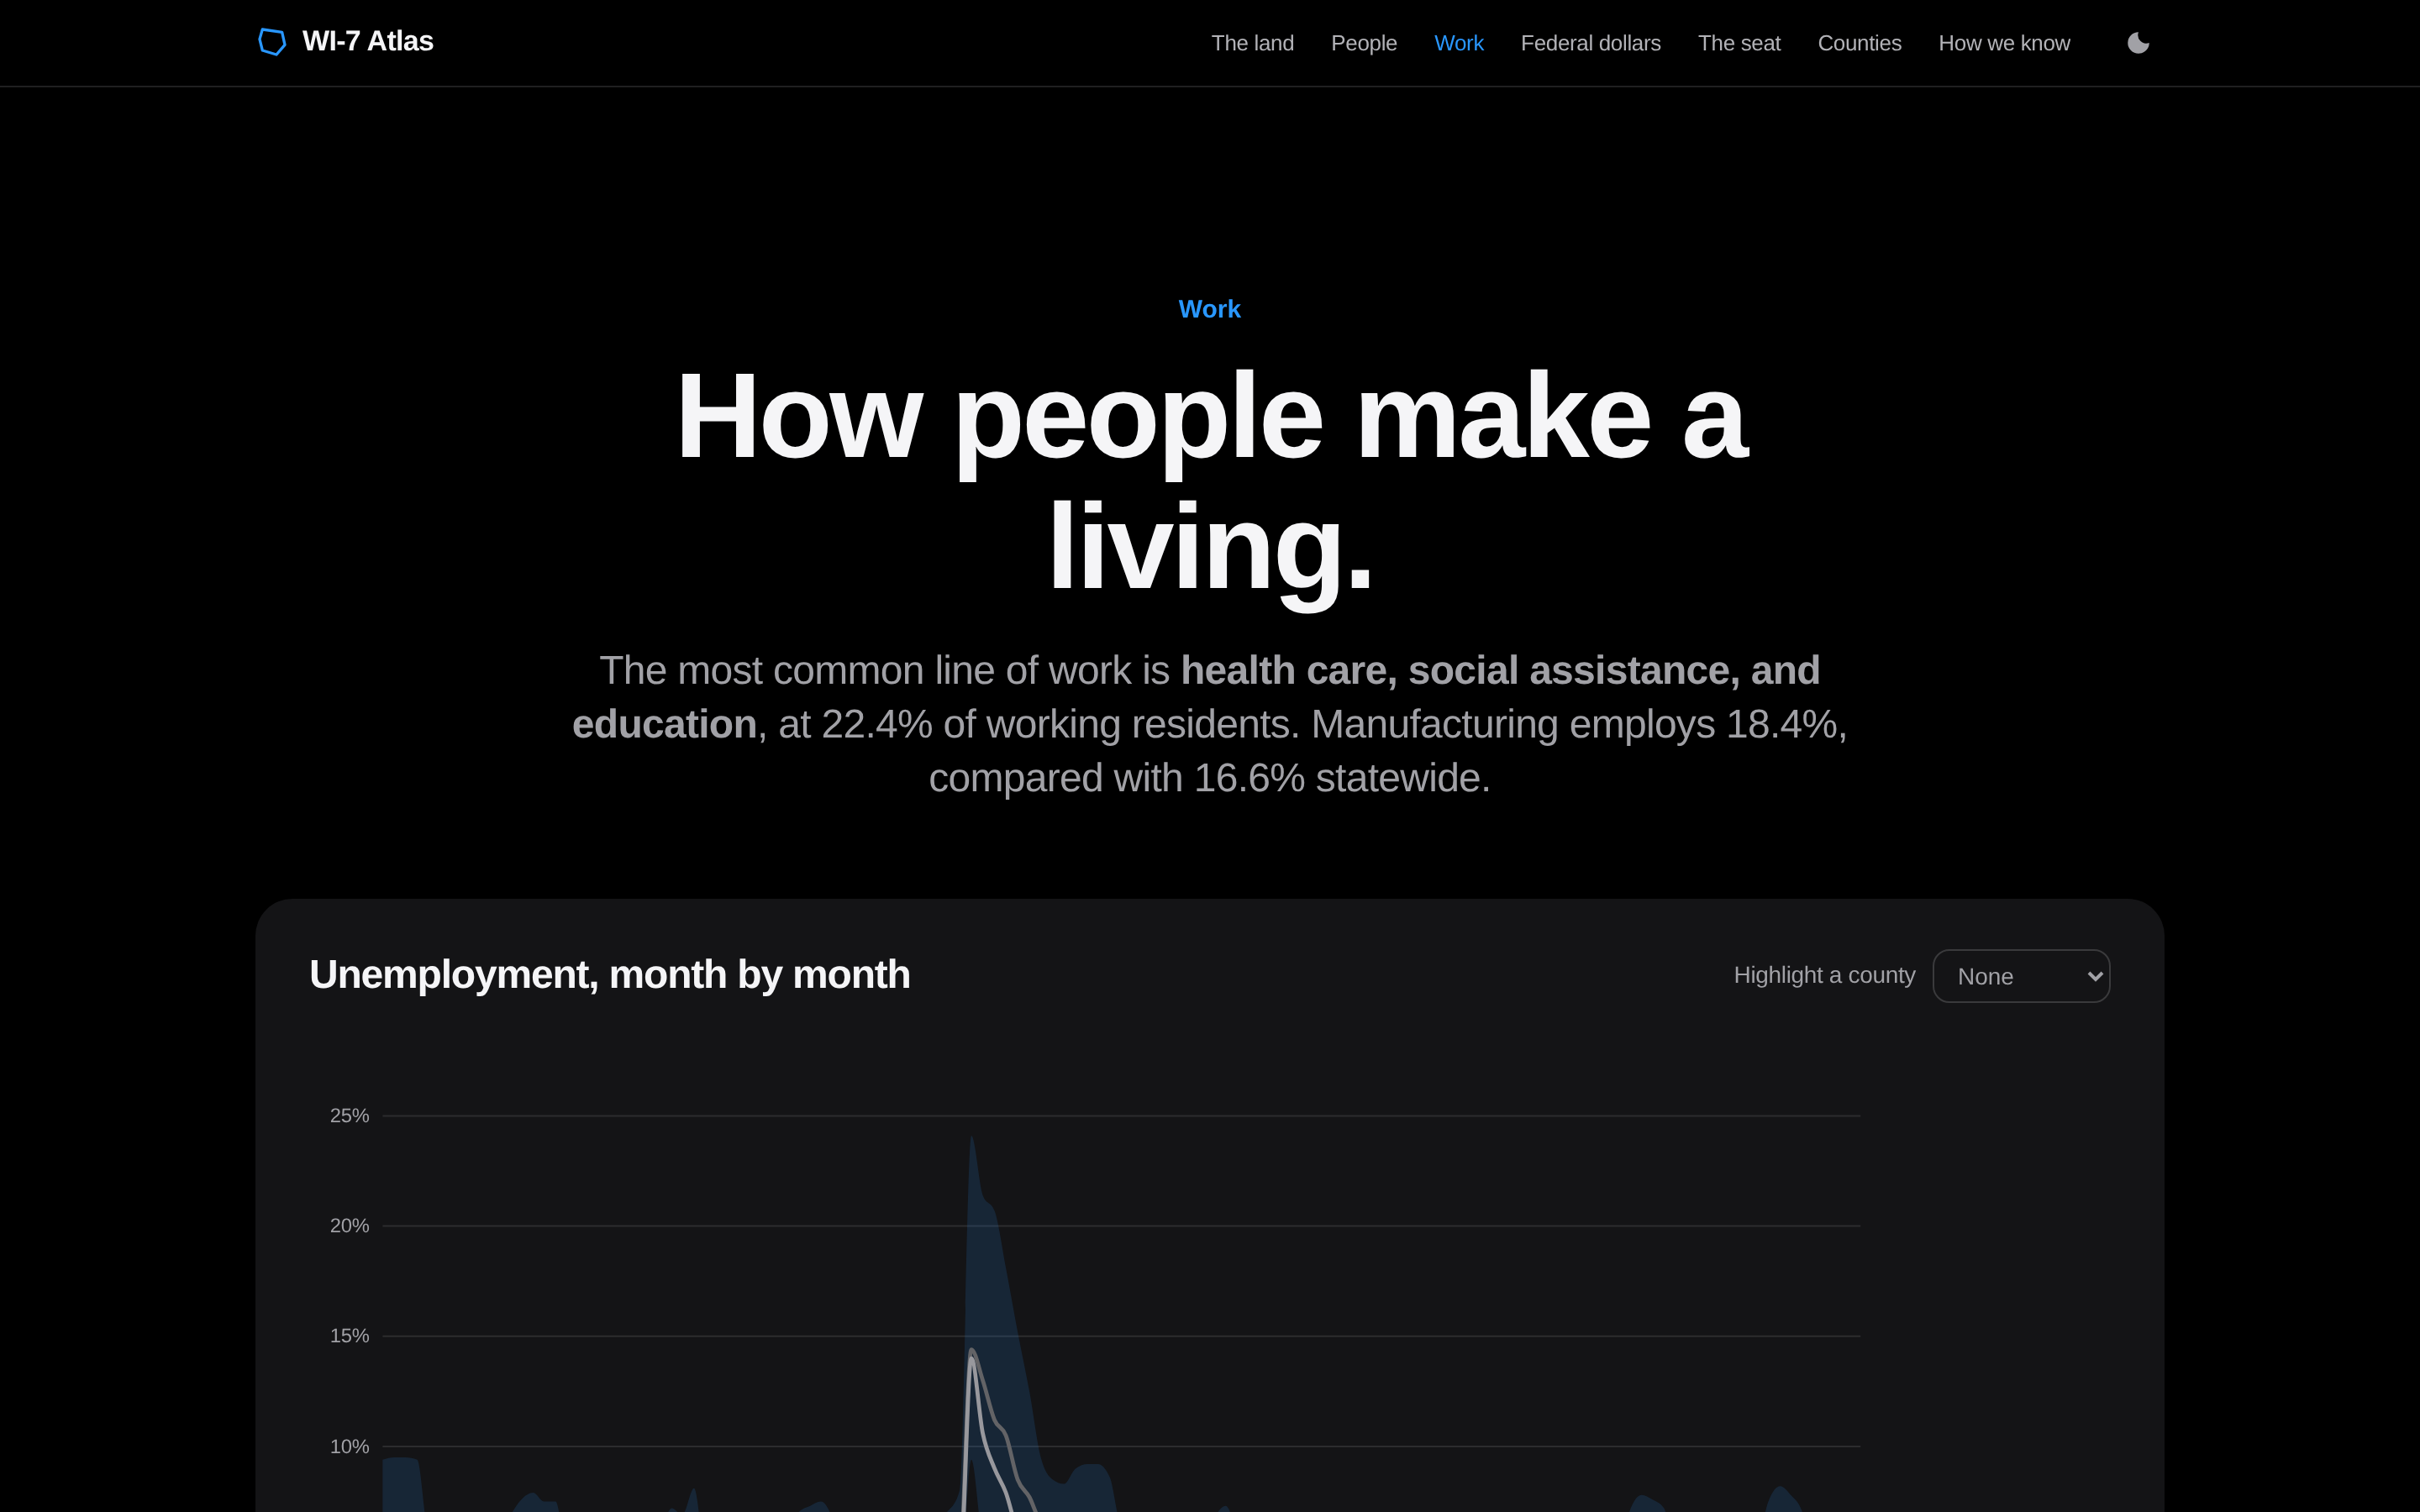 WI-7 Atlas
The land
People
Work
Federal dollars
The seat
Counties
How we know
Work
How people make a
living.
The most common line of work is health care, social assistance, and
education, at 22.4% of working residents. Manufacturing employs 18.4%,
compared with 16.6% statewide.
Unemployment, month by month
Highlight a county
None
25%
20%
15%
10%